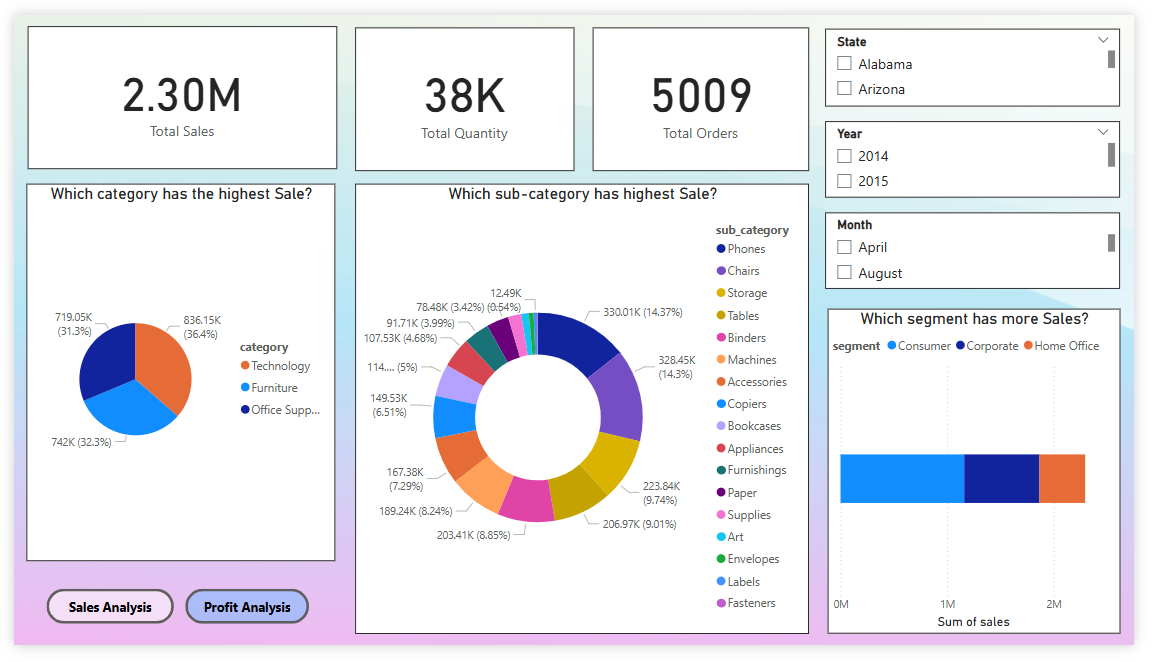 2.30M
Total Sales
38K
Total Quantity
5009
Total Orders
State
Alabama
Arizona
Year
2014
2015
Month
April
August
Which category has the highest Sale?
719.05K
(31.3%)
836.15K
(36.4%)
742K (32.3%)
category
Technology
Furniture
Office Supp...
Which sub-category has highest Sale?
12.49K
(0.54%)
78.48K (3.42%)
91.71K (3.99%)
107.53K (4.68%)
114.... (5%)
149.53K
(6.51%)
167.38K
(7.29%)
189.24K (8.24%)
203.41K (8.85%)
206.97K (9.01%)
223.84K
(9.74%)
328.45K
(14.3%)
330.01K (14.37%)
sub_category
Phones
Chairs
Storage
Tables
Binders
Machines
Accessories
Copiers
Bookcases
Appliances
Furnishings
Paper
Supplies
Art
Envelopes
Labels
Fasteners
Which segment has more Sales?
segment Consumer Corporate Home Office
0M 1M 2M
Sum of sales
Sales Analysis
Profit Analysis